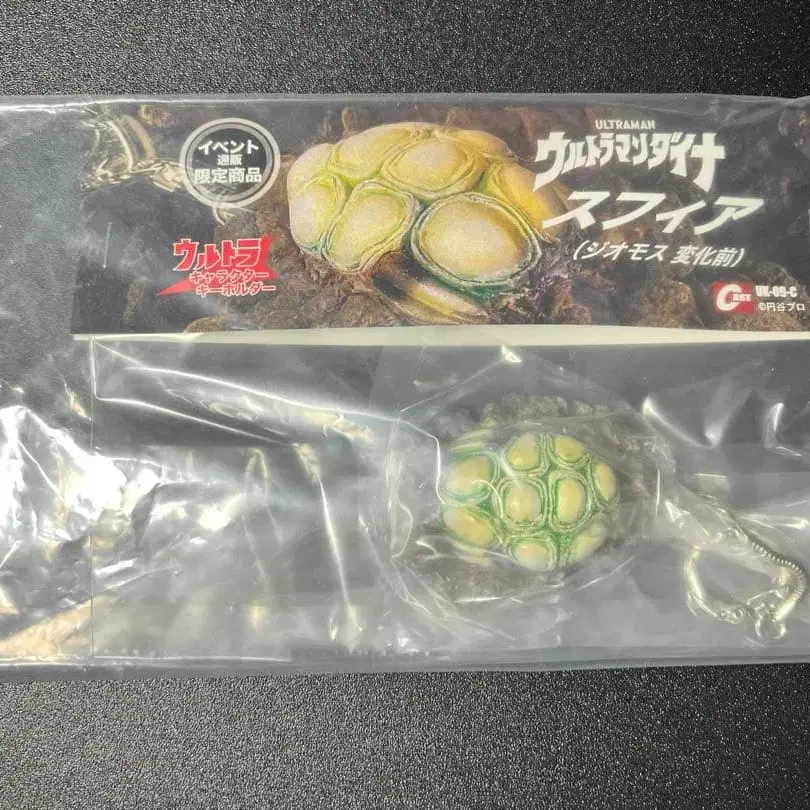 イベント
通販
限定商品
ULTRAMAN
ウルトラマンダイナ
スフィア
(ジオモス 変化前)
ウルトラ
キャラクター
キーホルダー
CAST UK-09-C
©円谷プロ